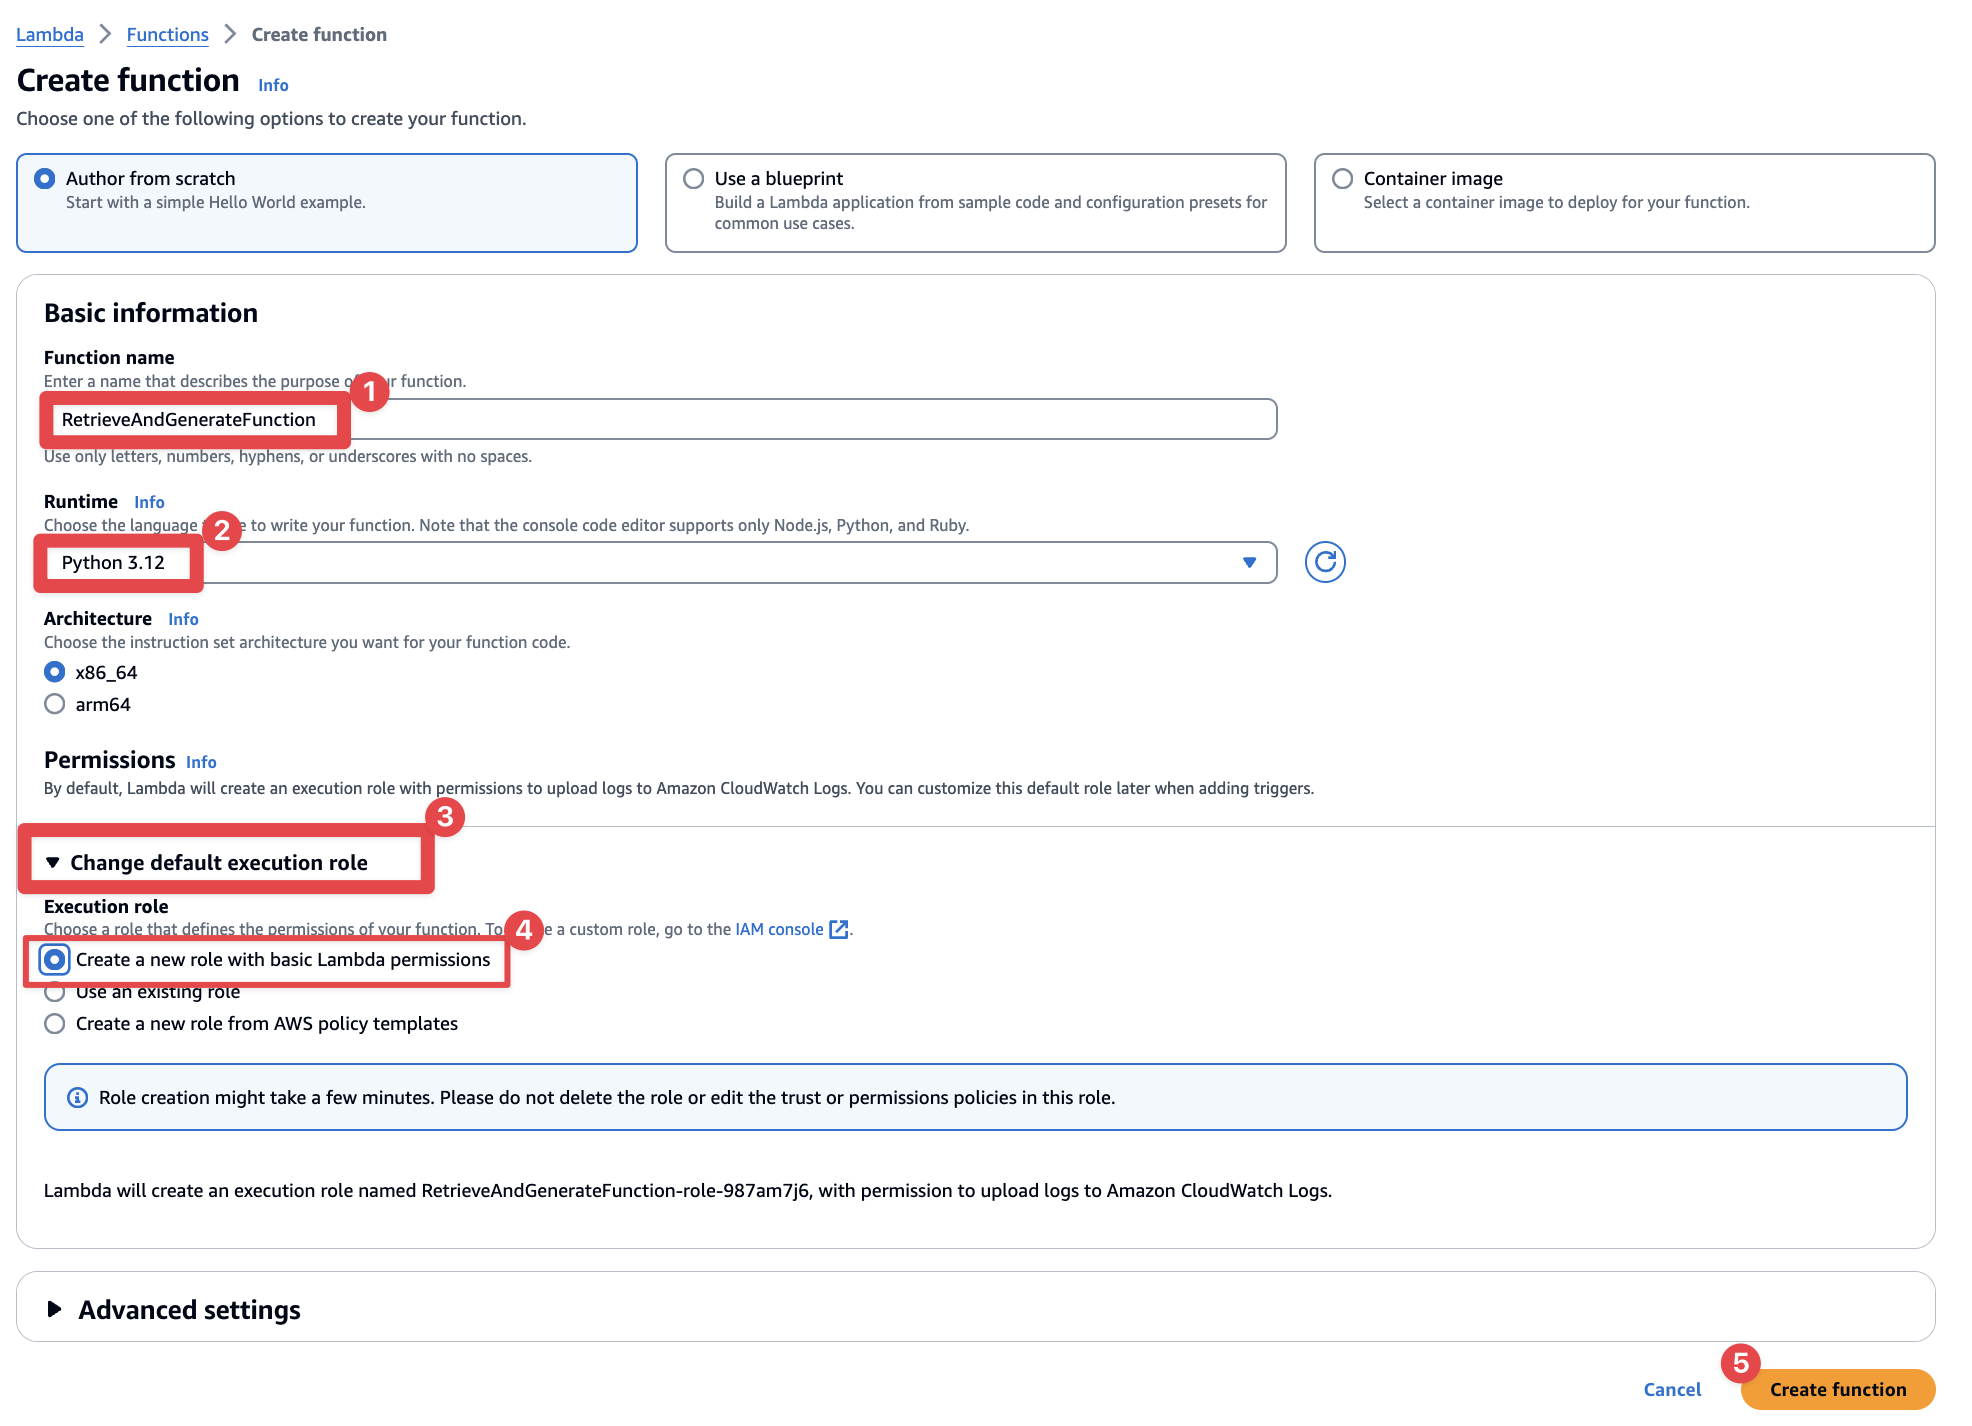 Lambda > Functions > Create function
Create function Info
Choose one of the following options to create your function.
Author from scratch
Start with a simple Hello World example.
Use a blueprint
Build a Lambda application from sample code and configuration presets for
common use cases.
Container image
Select a container image to deploy for your function.
Basic information
Function name
Enter a name that describes the purpose function.
1
RetrieveAndGenerateFunction
Use only letters, numbers, hyphens, or underscores with no spaces.
Runtime Info
Choose the language to write your function. Note that the console code editor supports only Node.js, Python, and Ruby.
2
Python 3.12
Architecture Info
Choose the instruction set architecture you want for your function code.
x86_64
arm64
Permissions Info
By default, Lambda will create an execution role with permissions to upload logs to Amazon CloudWatch Logs. You can customize this default role later when adding triggers.
3
Change default execution role
Execution role
Choose a role that defines the permissions of your function. To a custom role, go to the IAM console.
4
Create a new role with basic Lambda permissions
Use an existing role
Create a new role from AWS policy templates
Role creation might take a few minutes. Please do not delete the role or edit the trust or permissions policies in this role.
Lambda will create an execution role named RetrieveAndGenerateFunction-role-987am7j6, with permission to upload logs to Amazon CloudWatch Logs.
Advanced settings
5
Cancel Create function